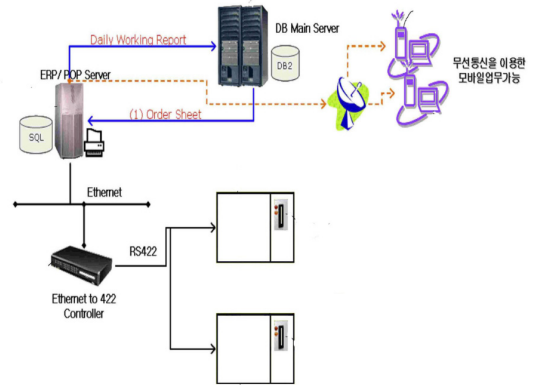 Daily Working Report
DB Main Server
DB2
무선통신을 이용한
모바일업무가능
ERP/POP Server
SQL
(1) Order Sheet
Ethernet
RS422
Ethernet to 422
Controller